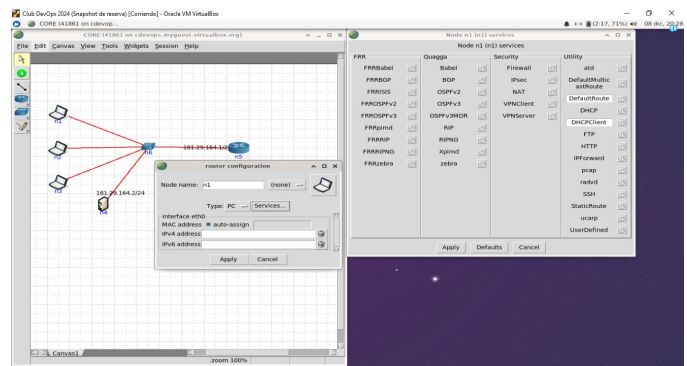 Club DevOps 2024 (Snapshot de reserva) [Corriendo] - Oracle VM VirtualBox
CORE (41861 on cdevop...
(2:17, 71%)
08 dic, 20:28
CORE (41861 on cdevops.myguest.virtualbox.org)
File Edit Canvas View Tools Widgets Session Help
n1
n2
n3
n6
181.29.164.1/2
n5
181.29.164.2/24
n4
router configuration
Node name: n1 (none)
Type: PC Services...
Interface eth0
MAC address auto-assign
IPv4 address
IPv6 address
Apply Cancel
Canvas1
zoom 100%
Node n1 (n1) services
Node n1 (n1) services
FRR
FRRBabel
FRRBGP
FRRISIS
FRROSPFv2
FRROSPFv3
FRRpimd
FRRRIP
FRRRIPNG
FRRzebra
Quagga
Babel
BGP
OSPFv2
OSPFv3
OSPFv3MDR
RIP
RIPNG
Xpimd
zebra
Security
Firewall
IPsec
NAT
VPNClient
VPNServer
Utility
atd
DefaultMultic
astRoute
DefaultRoute
DHCP
DHCPClient
FTP
HTTP
IPForward
pcap
radvd
SSH
StaticRoute
ucarp
UserDefined
Apply Defaults Cancel